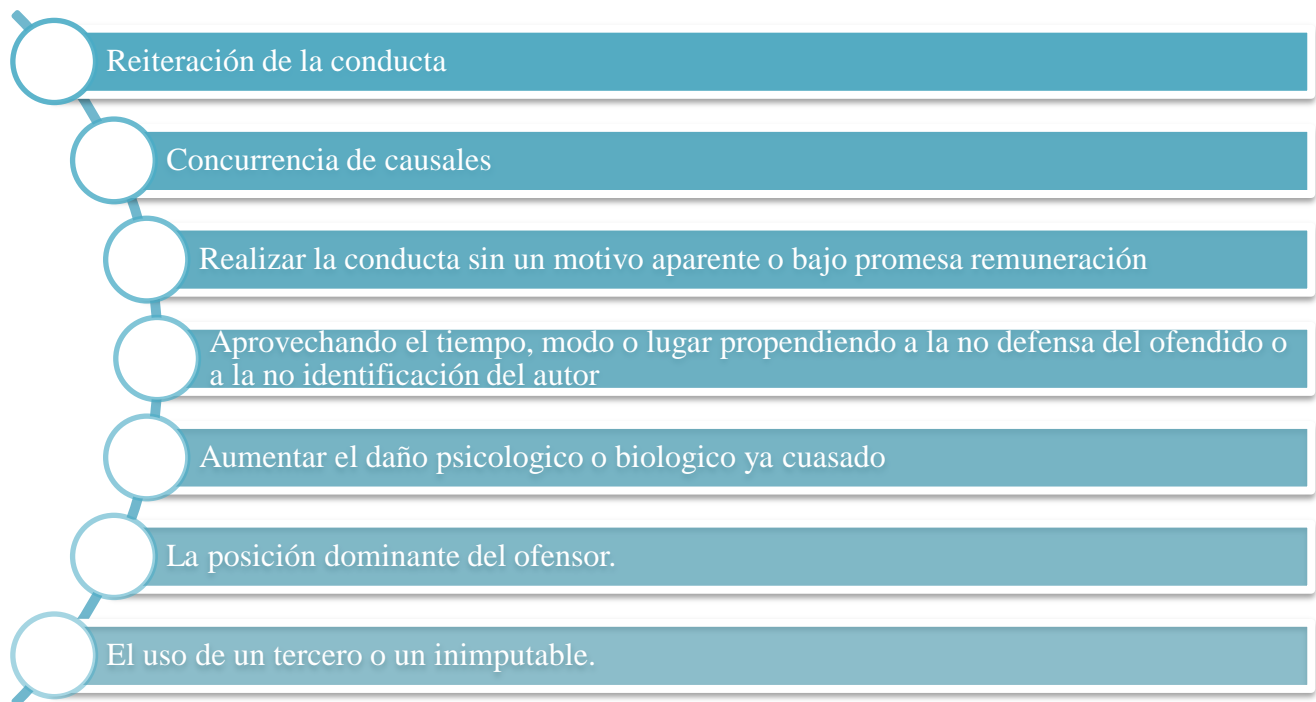 Reiteración de la conducta
Concurrencia de causales
Realizar la conducta sin un motivo aparente o bajo promesa remuneración
Aprovechando el tiempo, modo o lugar propendiendo a la no defensa del ofendido o
a la no identificación del autor
Aumentar el daño psicologico o biologico ya cuasado
La posición dominante del ofensor.
El uso de un tercero o un inimputable.